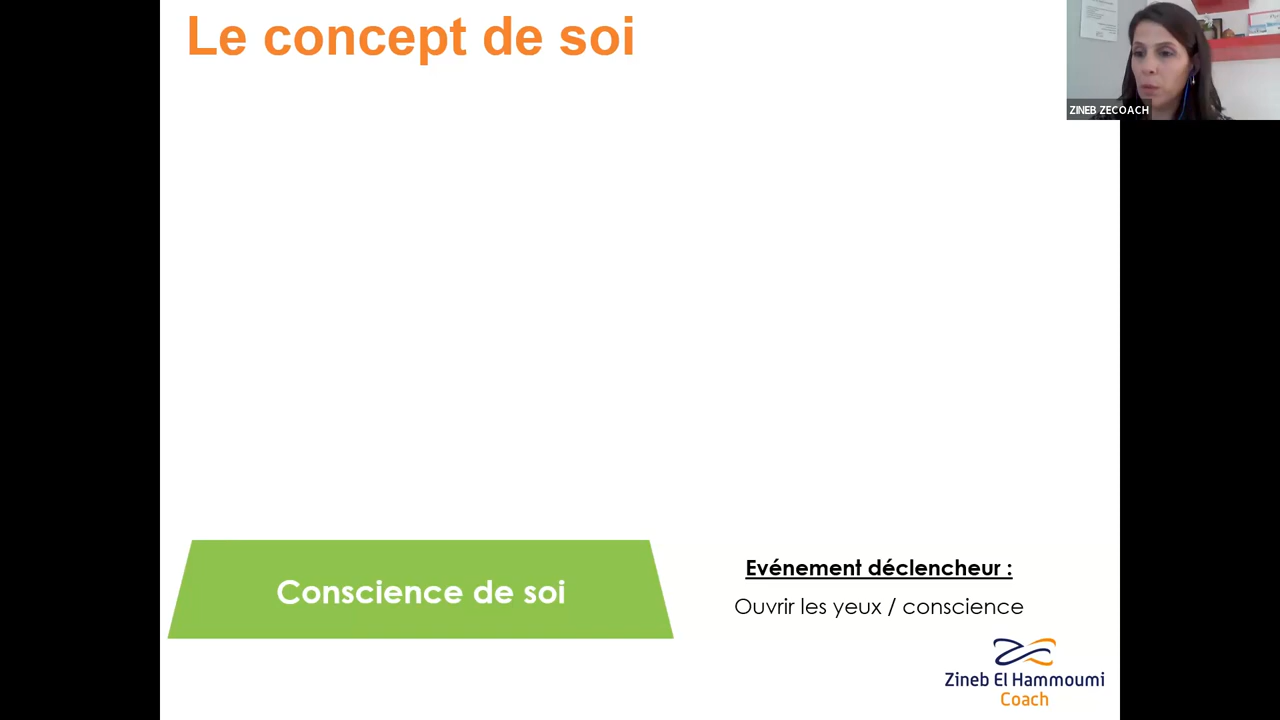 Le concept de soi
ZINEB ZECOACH
Conscience de soi
Evénement déclencheur :
Ouvrir les yeux / conscience
Zineb El Hammoumi
Coach